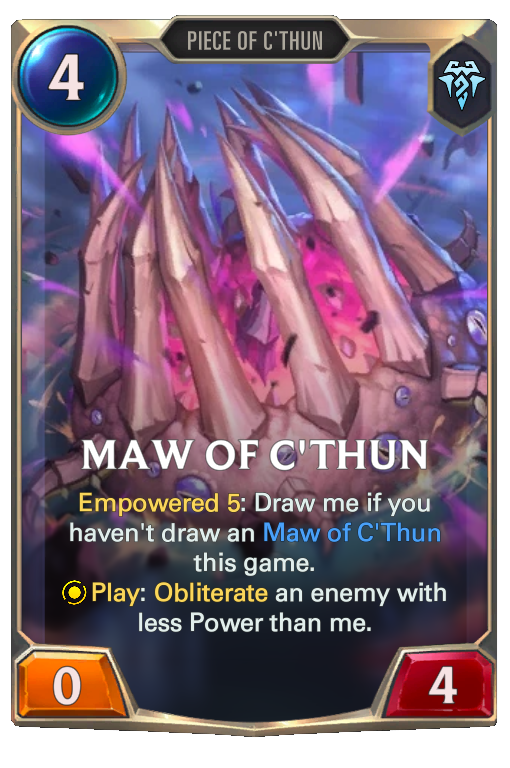 PIECE OF C'THUN
4
MAW OF C'THUN
Empowered 5: Draw me if you
haven't draw an Maw of C'Thun
this game.
Play: Obliterate an enemy with
less Power than me.
0
4